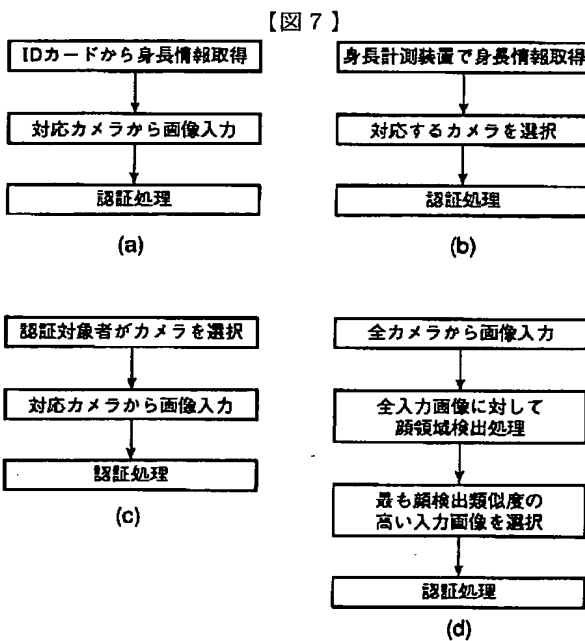 【図7】
IDカードから身長情報取得
対応カメラから画像入力
認証処理
(a)
身長計測装置で身長情報取得
対応するカメラを選択
認証処理
(b)
認証対象者がカメラを選択
対応カメラから画像入力
認証処理
(c)
全カメラから画像入力
全入力画像に対して
顔領域検出処理
最も顔検出類似度の
高い入力画像を選択
認証処理
(d)